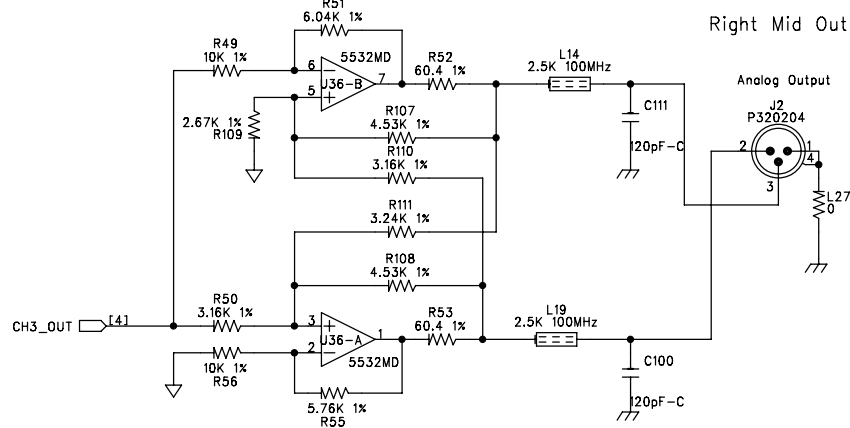 R51
6.04K 1%
Right Mid Out
R49
10K 1%
6
5532MD
7
U36-B
5
R52
60.4 1%
L14
2.5K 100MHz
Analog Output
J2
P320204
2.67K 1%
R109
R107
4.53K 1%
R110
3.16K 1%
C111
120pF-C
2
1
4
3
L27
0
R111
3.24K 1%
R108
4.53K 1%
CH3_OUT
[4]
R50
3.16K 1%
3
U36-A
1
2
5532MD
R53
60.4 1%
L19
2.5K 100MHz
10K 1%
R56
5.76K 1%
R55
C100
120pF-C